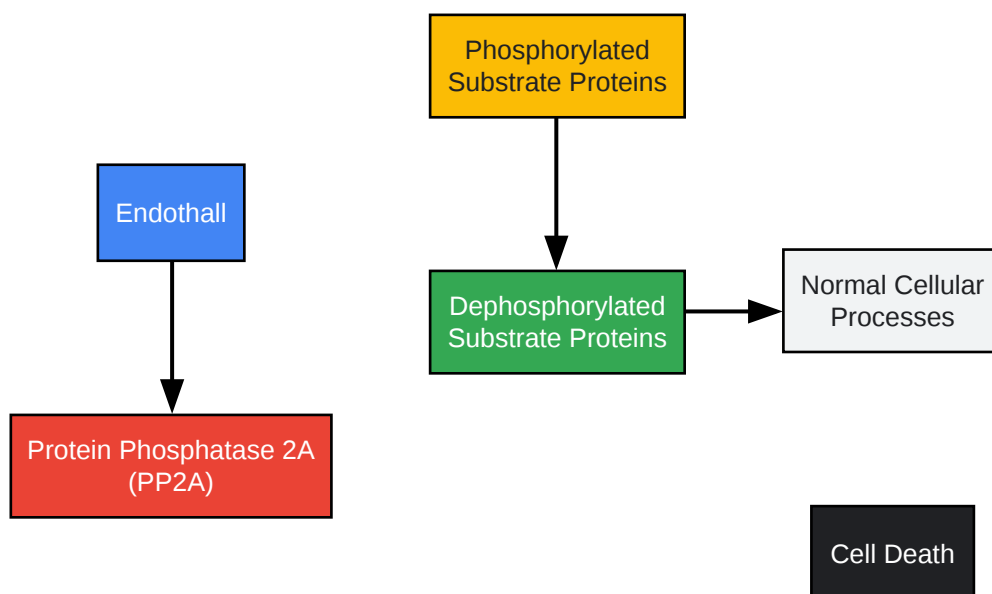 Phosphorylated
Substrate Proteins
Endothall
Dephosphorylated
Substrate Proteins
Normal Cellular
Processes
Protein Phosphatase 2A
(PP2A)
Cell Death